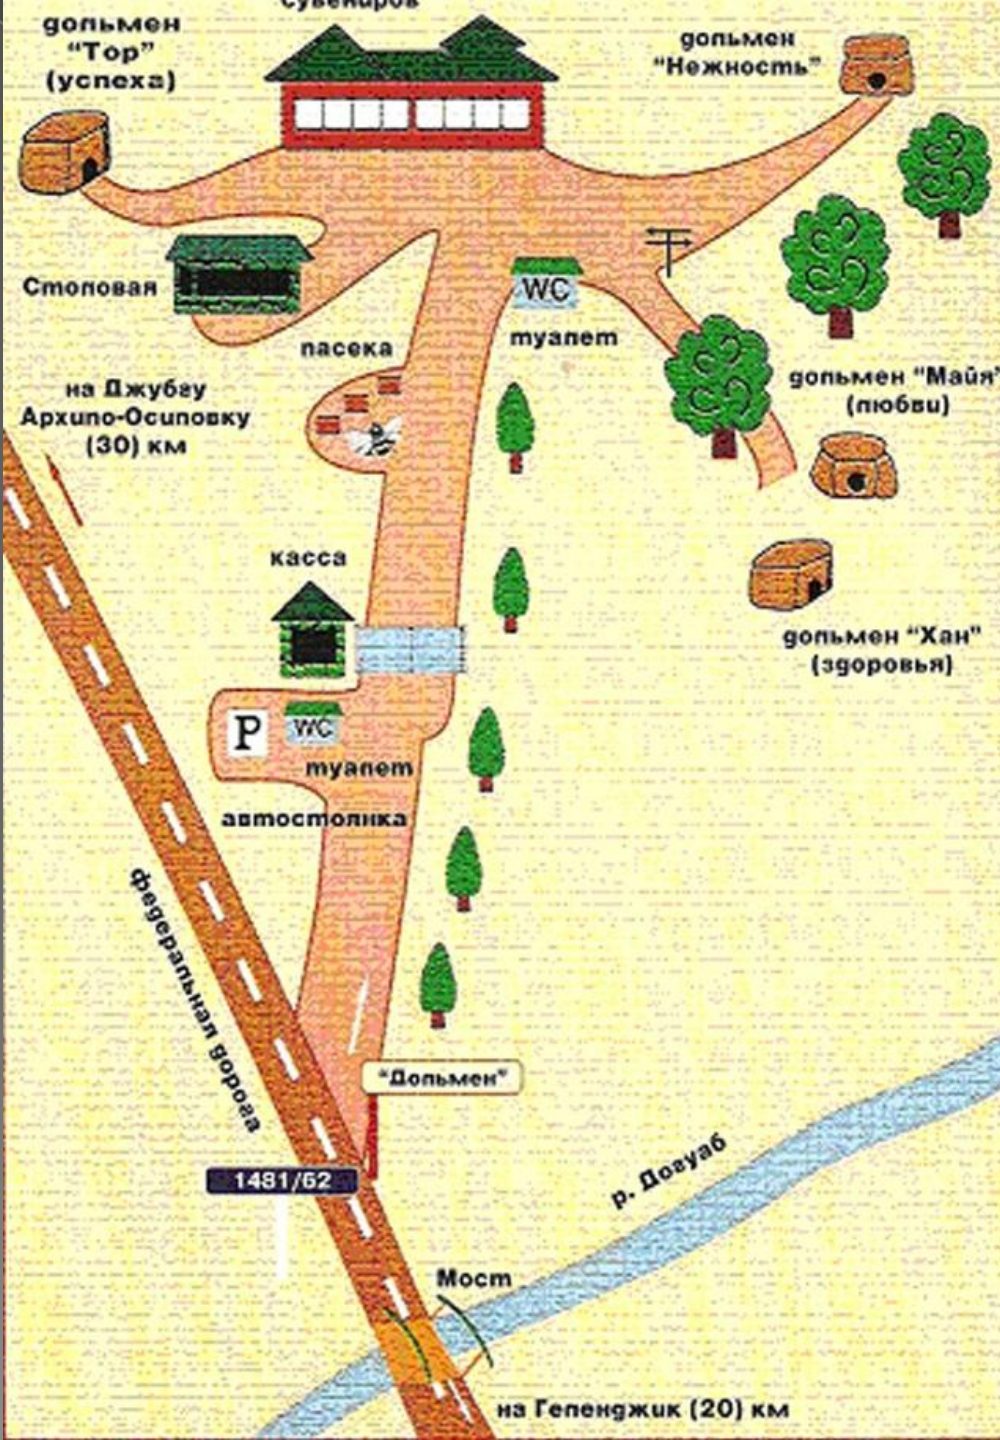 сувениров
дольмен
“Тор”
(успеха)
дольмен
“Нежность”
Столовая
WC
туалет
пасека
на Джубгу
Архипо-Осиповку
(30) км
дольмен “Майя”
(любви)
касса
дольмен “Хан”
(здоровья)
P
WC
туалет
автостоянка
федеральная дорога
“Дольмен”
1481/62
р. Догуаб
Мост
на Геленджик (20) км